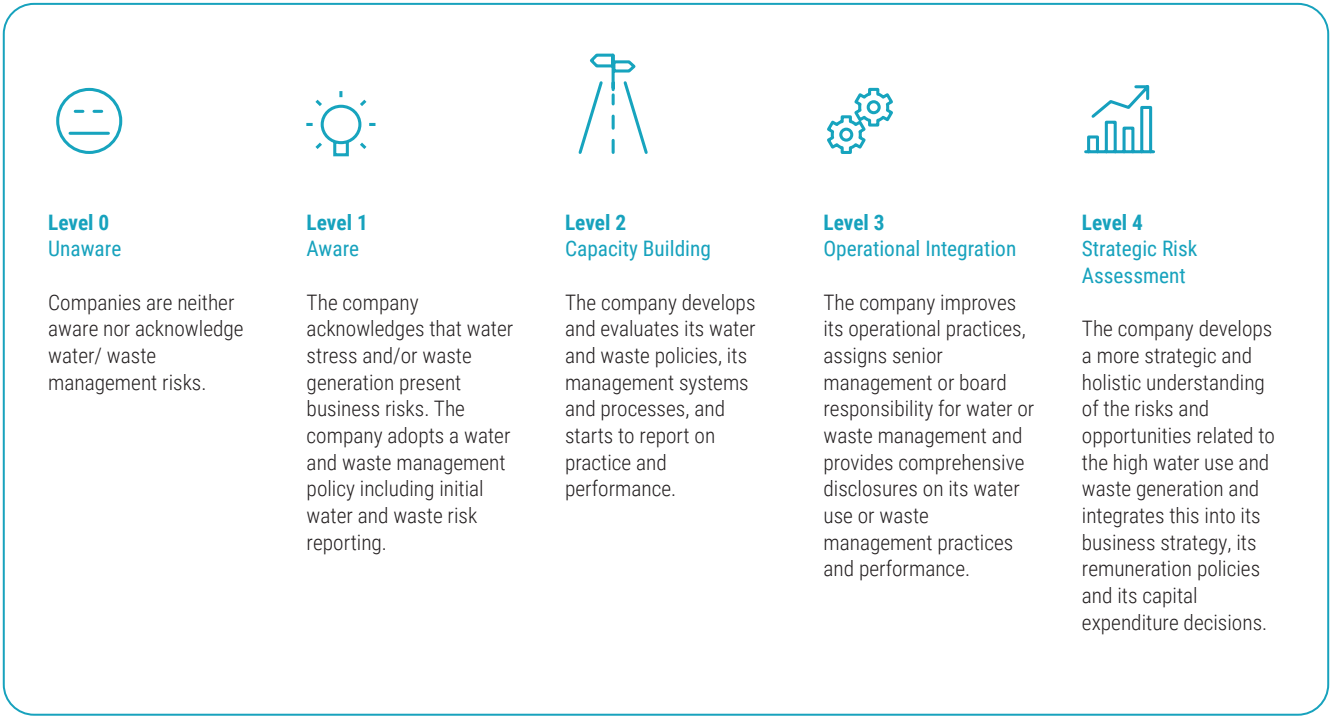 Level 0
Unaware
Companies are neither
aware nor acknowledge
water/ waste
management risks.
Level 1
Aware
The company
acknowledges that water
stress and/or waste
generation present
business risks. The
company adopts a water
and waste management
policy including initial
water and waste risk
reporting.
Level 2
Capacity Building
The company develops
and evaluates its water
and waste policies, its
management systems
and processes, and
starts to report on
practice and
performance.
Level 3
Operational Integration
The company improves
its operational practices,
assigns senior
management or board
responsibility for water or
waste management and
provides comprehensive
disclosures on its water
use or waste
management practices
and performance.
Level 4
Strategic Risk
Assessment
The company develops
a more strategic and
holistic understanding
of the risks and
opportunities related to
the high water use and
waste generation and
integrates this into its
business strategy, its
remuneration policies
and its capital
expenditure decisions.